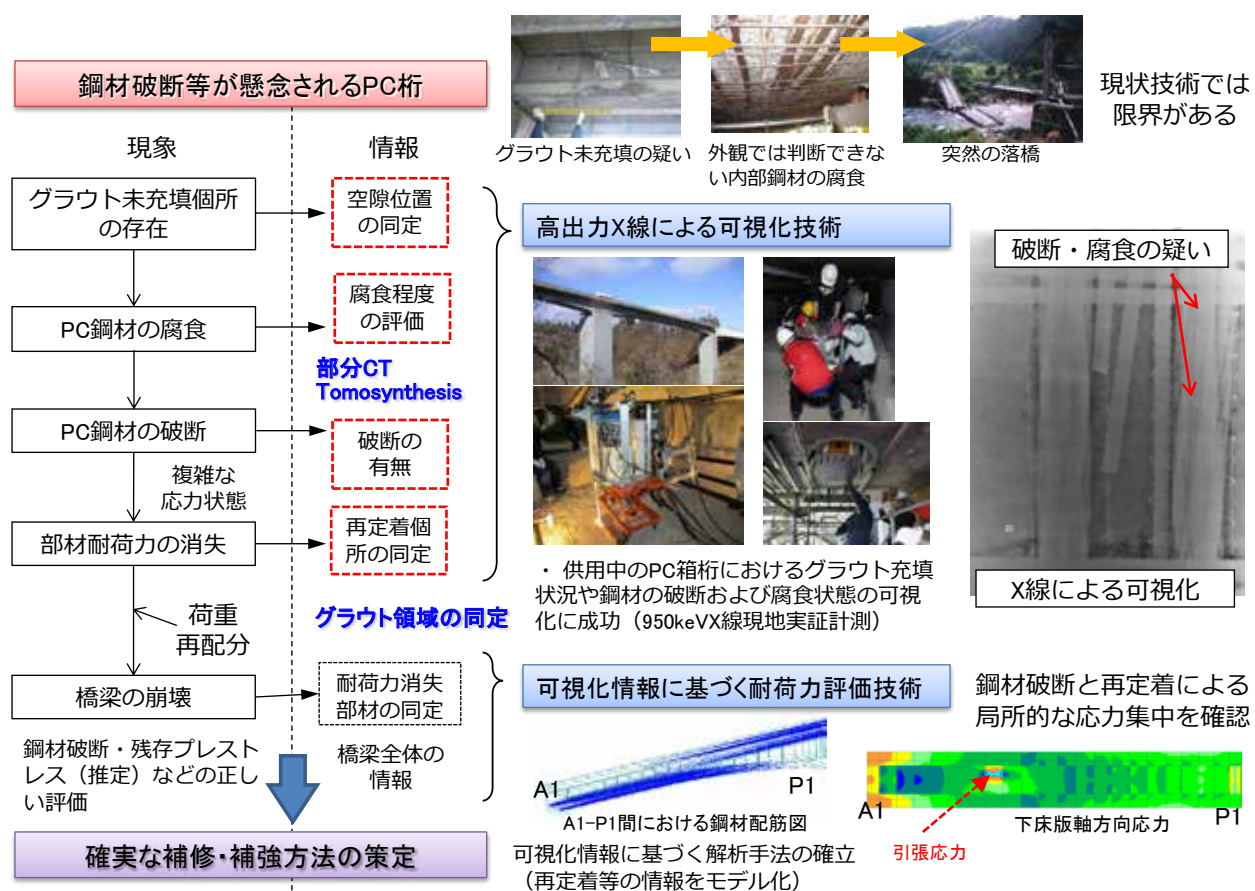 鋼材破断等が懸念されるPC桁
現象
情報
グラウト未充填の疑い
外観では判断できな
い内部鋼材の腐食
突然の落橋
現状技術では
限界がある
グラウト未充填個所
の存在
空隙位置
の同定
PC鋼材の腐食
腐食程度
の評価
部分CT
Tomosynthesis
PC鋼材の破断
破断の
有無
複雑な
応力状態
部材耐荷力の消失
再定着個
所の同定
荷重
再配分
グラウト領域の同定
橋梁の崩壊
耐荷力消失
部材の同定
鋼材破断・残存プレスト
レス（推定）などの正し
い評価
橋梁全体の
情報
確実な補修・補強方法の策定
高出力X線による可視化技術
破断・腐食の疑い
X線による可視化
・ 供用中のPC箱桁におけるグラウト充填
状況や鋼材の破断および腐食状態の可視
化に成功（950keVX線現地実証計測）
可視化情報に基づく耐荷力評価技術
鋼材破断と再定着による
局所的な応力集中を確認
A1
P1
A1-P1間における鋼材配筋図
可視化情報に基づく解析手法の確立
（再定着等の情報をモデル化）
A1
P1
下床版軸方向応力
引張応力